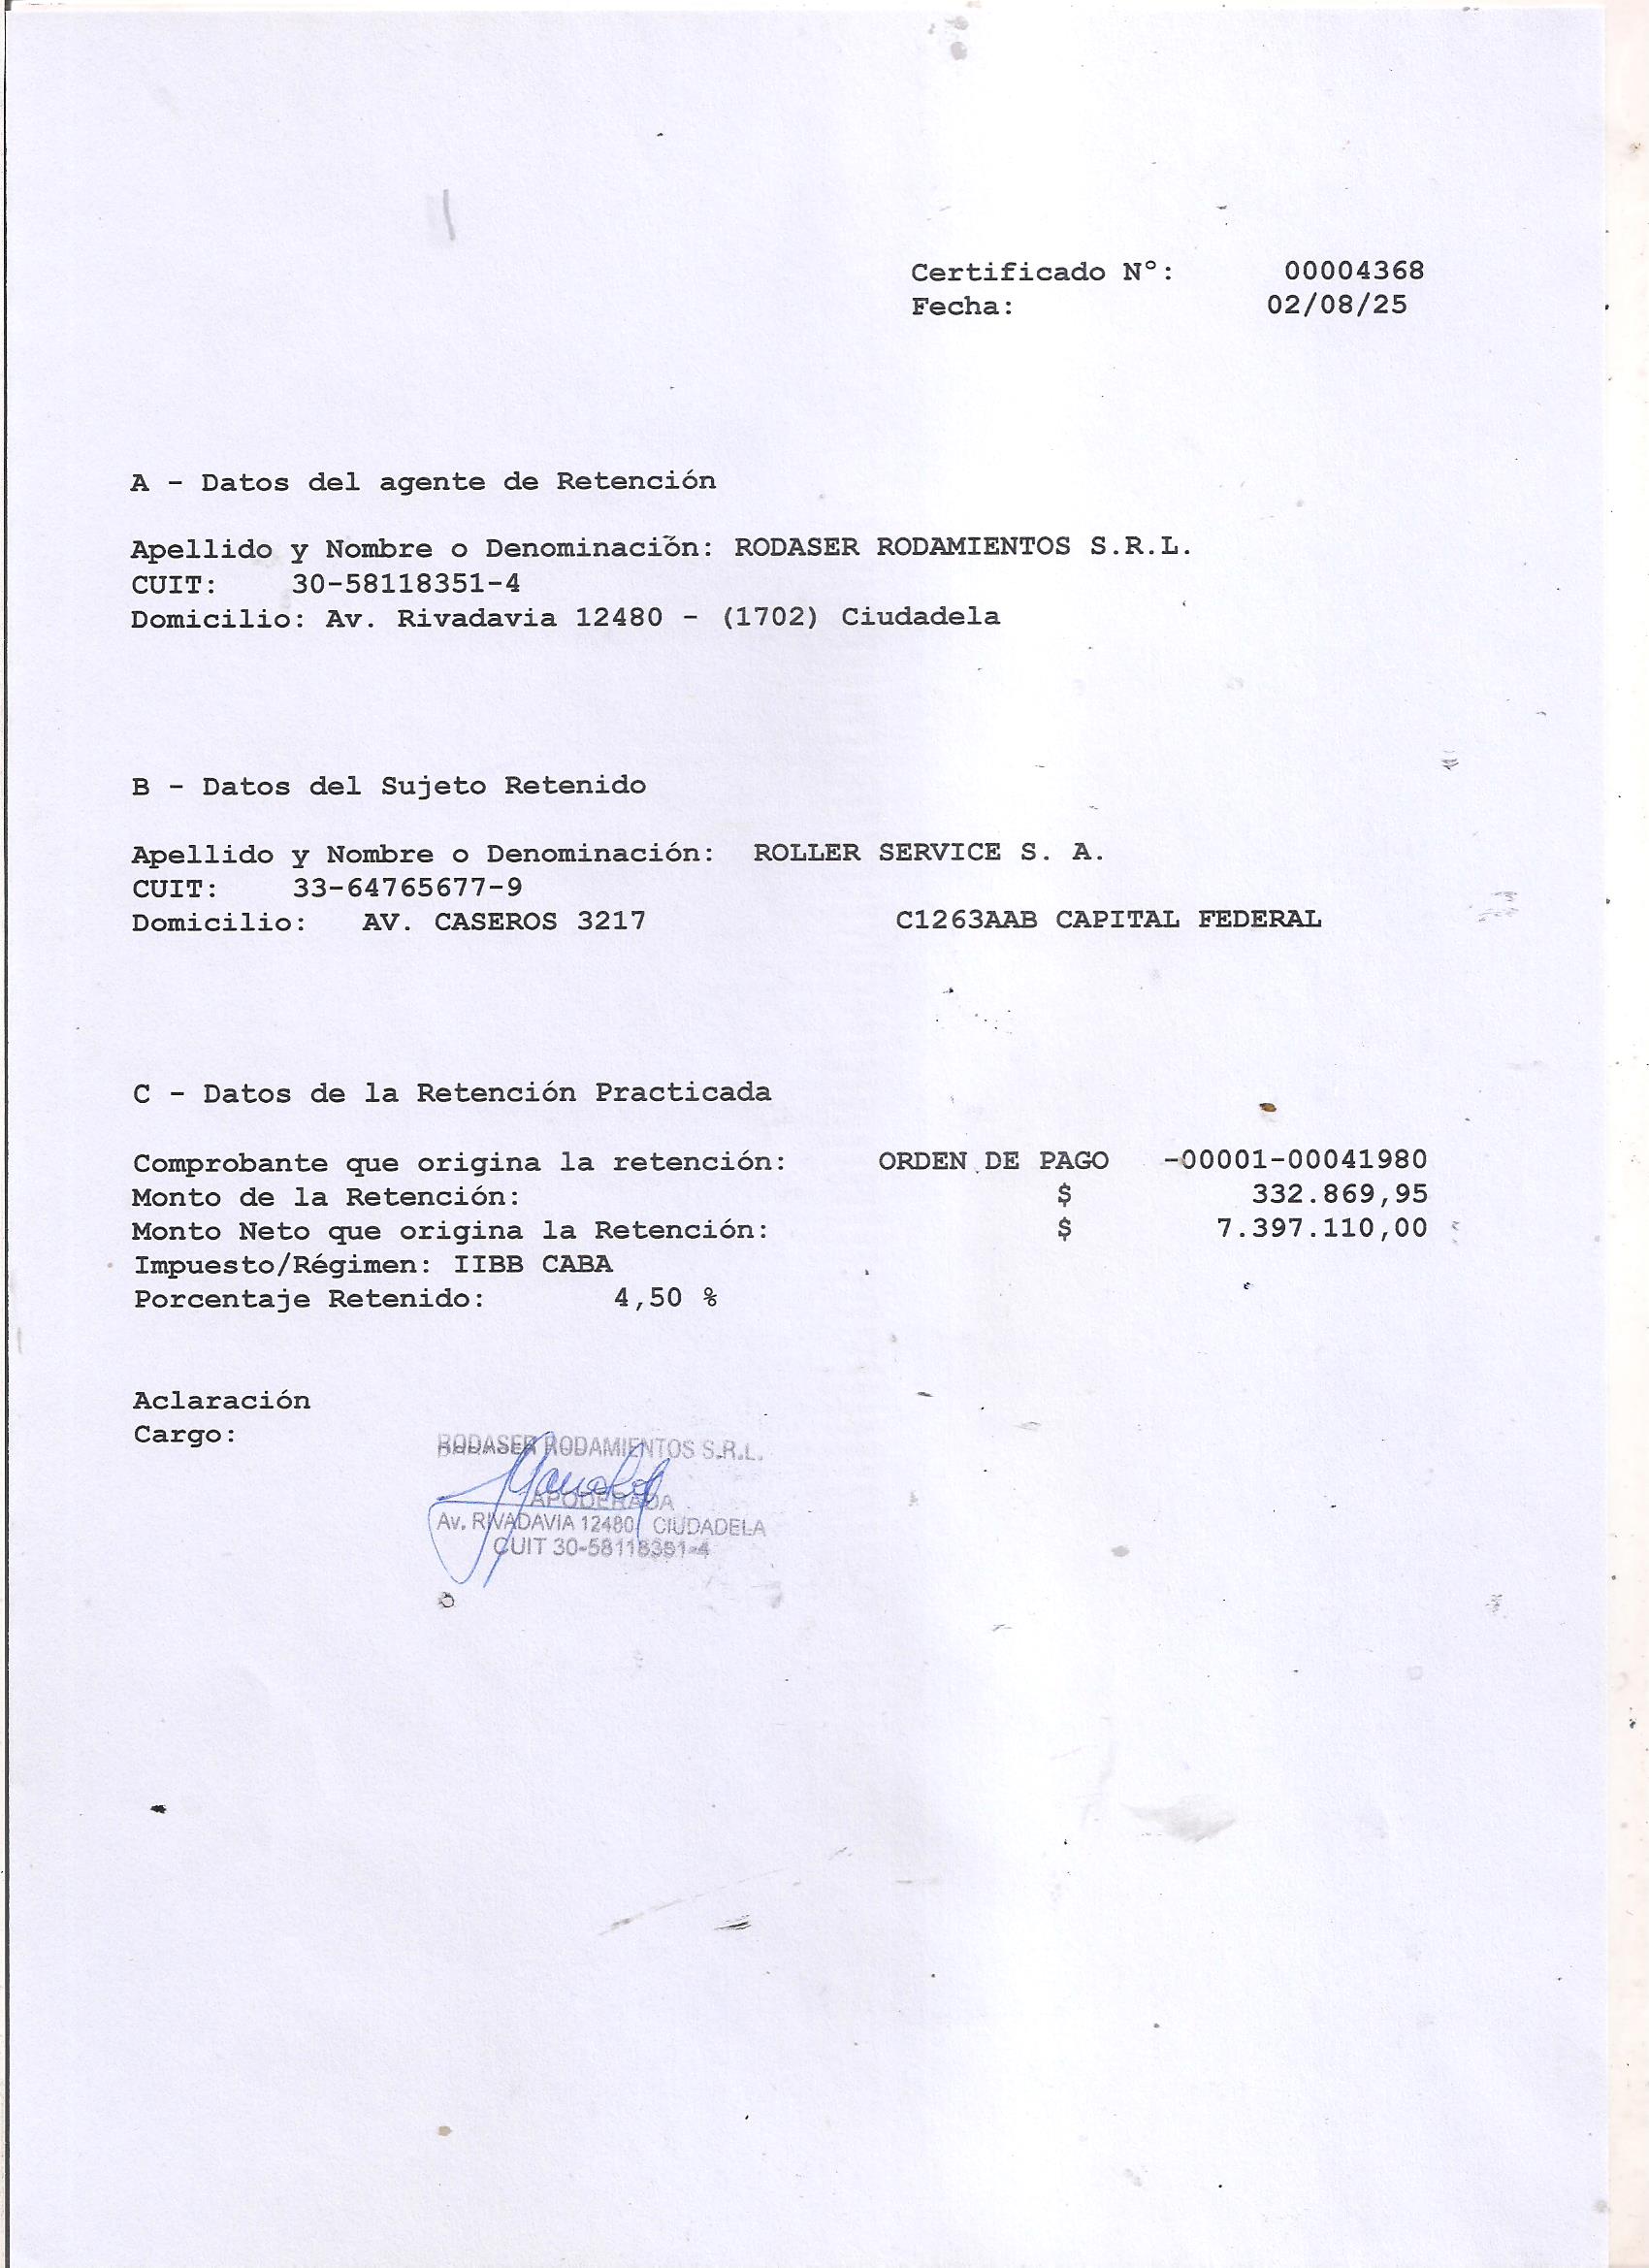 Certificado Nº: 00004368
Fecha: 02/08/25
A - Datos del agente de Retención
Apellido y Nombre o Denominación: RODASER RODAMIENTOS S.R.L.
CUIT: 30-58118351-4
Domicilio: Av. Rivadavia 12480 - (1702) Ciudadela
B - Datos del Sujeto Retenido
Apellido y Nombre o Denominación: ROLLER SERVICE S. A.
CUIT: 33-64765677-9
Domicilio: AV. CASEROS 3217 C1263AAB CAPITAL FEDERAL
C - Datos de la Retención Practicada
Comprobante que origina la retención: ORDEN DE PAGO -00001-00041980
Monto de la Retención: $ 332.869,95
Monto Neto que origina la Retención: $ 7.397.110,00
Impuesto/Régimen: IIBB CABA
Porcentaje Retenido: 4,50 %
Aclaración
Cargo:
RODASER RODAMIENTOS S.R.L.
APODERADA
Av. RIVADAVIA 12480 CIUDADELA
CUIT 30-58118351-4